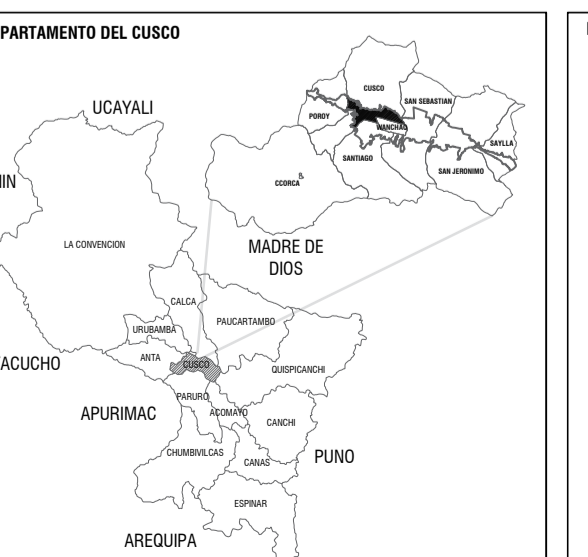 PARTAMENTO DEL CUSCO
UCAYALI
CUSCO
SAN SEBASTIAN
POROY
WANCHAQ
SAYLLA
SANTIAGO
SAN JERONIMO
CCORCA
NIN
LA CONVENCION
MADRE DE
DIOS
CALCA
PAUCARTAMBO
URUBAMBA
ANTA
CUSCO
QUISPICANCHI
ACUCHO
PARURO
ACOMAYO
APURIMAC
CANCHI
CHUMBIVILCAS
CANAS
PUNO
ESPINAR
AREQUIPA